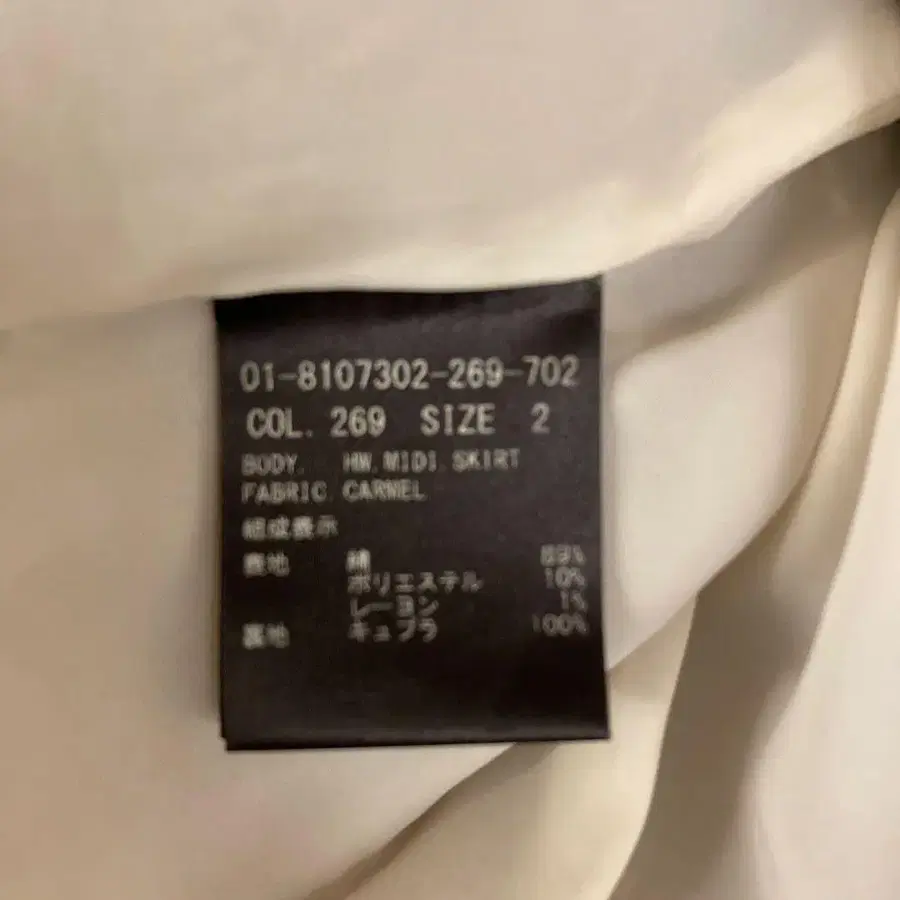 01-8107302-269-702
COL. 269 SIZE 2
BODY. HW.MIDI SKIRT
FABRIC.CARMEL
組成表示
表地 綿 89%
ポリエステル 10%
レーヨン 1%
裏地 キュプラ 100%